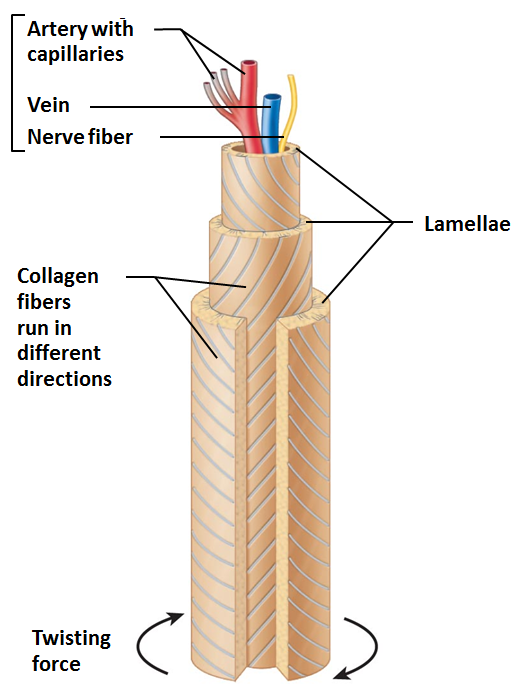 Artery with
capillaries
Vein
Nerve fiber
Lamellae
Collagen
fibers
run in
different
directions
Twisting
force